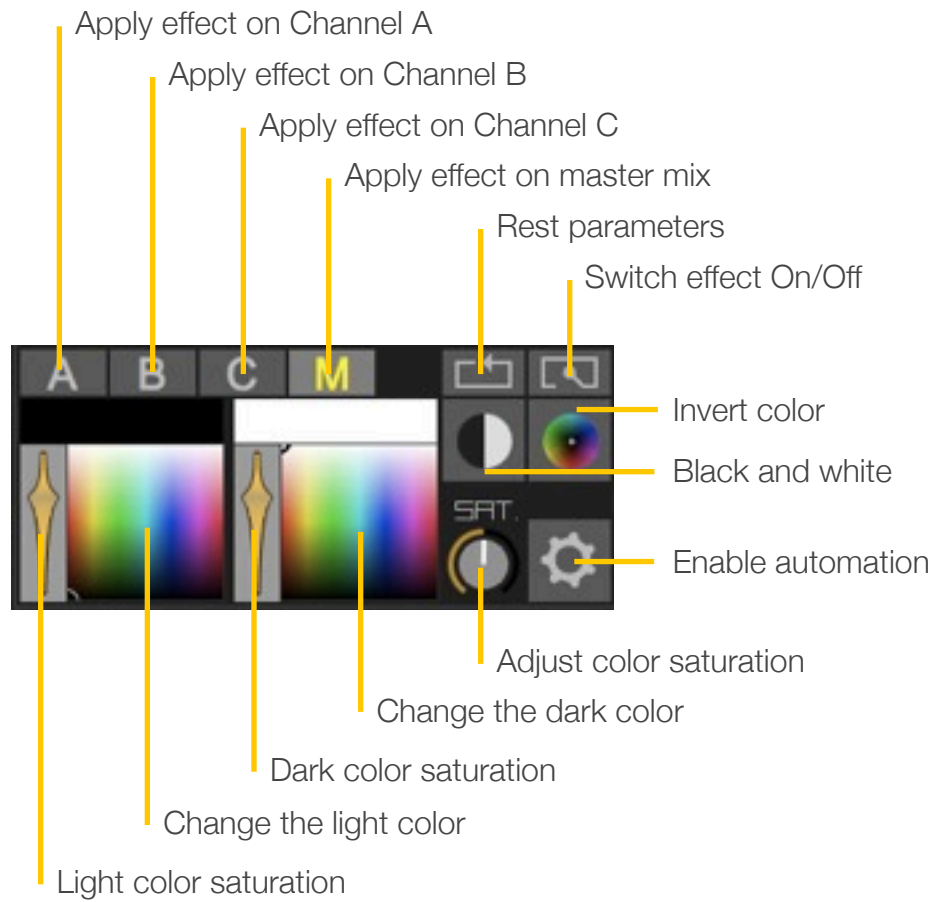 Apply effect on Channel A
Apply effect on Channel B
Apply effect on Channel C
Apply effect on master mix
Rest parameters
Switch effect On/Off
A B C M
Invert color
Black and white
SAT.
Enable automation
Adjust color saturation
Change the dark color
Dark color saturation
Change the light color
Light color saturation